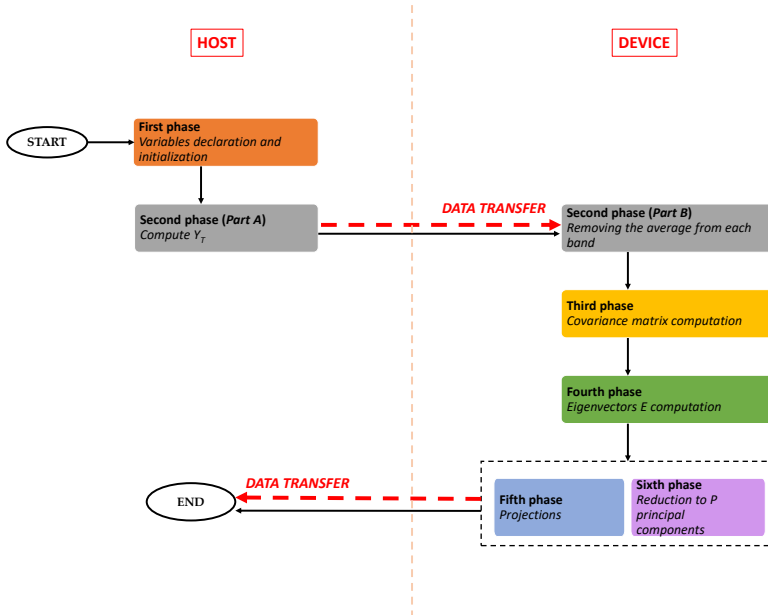 HOST
DEVICE
START
First phase
Variables declaration and
initialization
Second phase (Part A)
Compute Y_T
DATA TRANSFER
Second phase (Part B)
Removing the average from each
band
Third phase
Covariance matrix computation
Fourth phase
Eigenvectors E computation
DATA TRANSFER
END
Fifth phase
Projections
Sixth phase
Reduction to P
principal
components